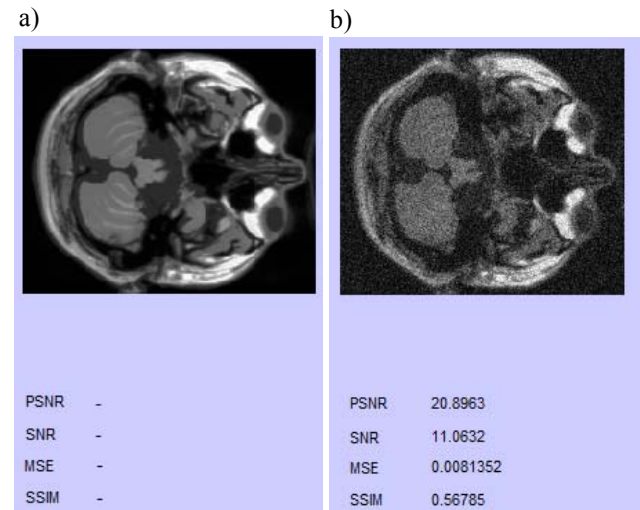 a)
PSNR -
SNR -
MSE -
SSIM -
b)
PSNR 20.8963
SNR 11.0632
MSE 0.0081352
SSIM 0.56785